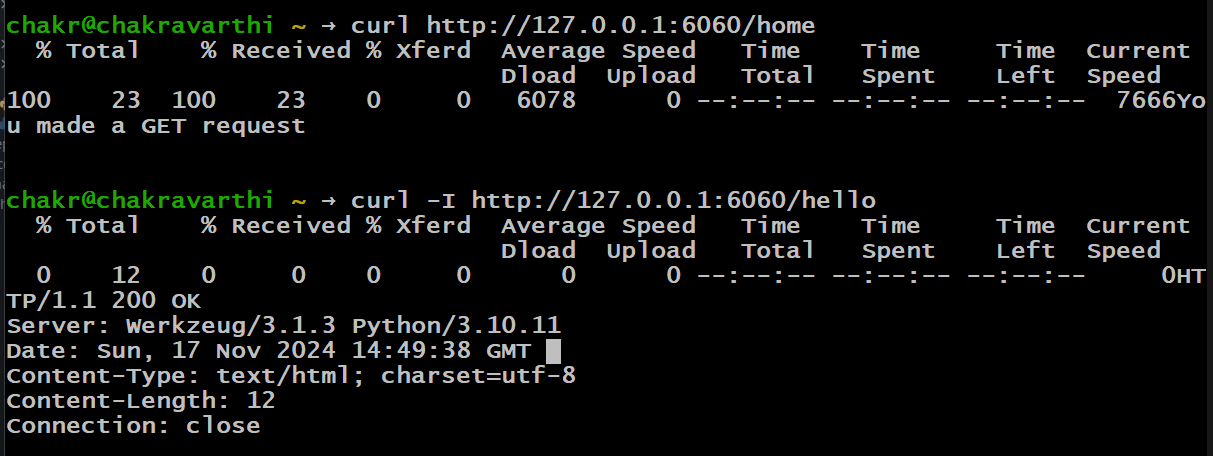 chakr@chakravarthi ~ → curl http://127.0.0.1:6060/home
  % Total    % Received % Xferd  Average Speed   Time    Time     Time  Current
                                 Dload  Upload   Total   Spent    Left  Speed
100    23  100    23    0     0   6078      0 --:--:-- --:--:-- --:--:--  7666Yo
u made a GET request
chakr@chakravarthi ~ → curl -I http://127.0.0.1:6060/hello
  % Total    % Received % Xferd  Average Speed   Time    Time     Time  Current
                                 Dload  Upload   Total   Spent    Left  Speed
  0    12    0     0    0     0      0      0 --:--:-- --:--:-- --:--:--     0HT
TP/1.1 200 OK
Server: Werkzeug/3.1.3 Python/3.10.11
Date: Sun, 17 Nov 2024 14:49:38 GMT
Content-Type: text/html; charset=utf-8
Content-Length: 12
Connection: close